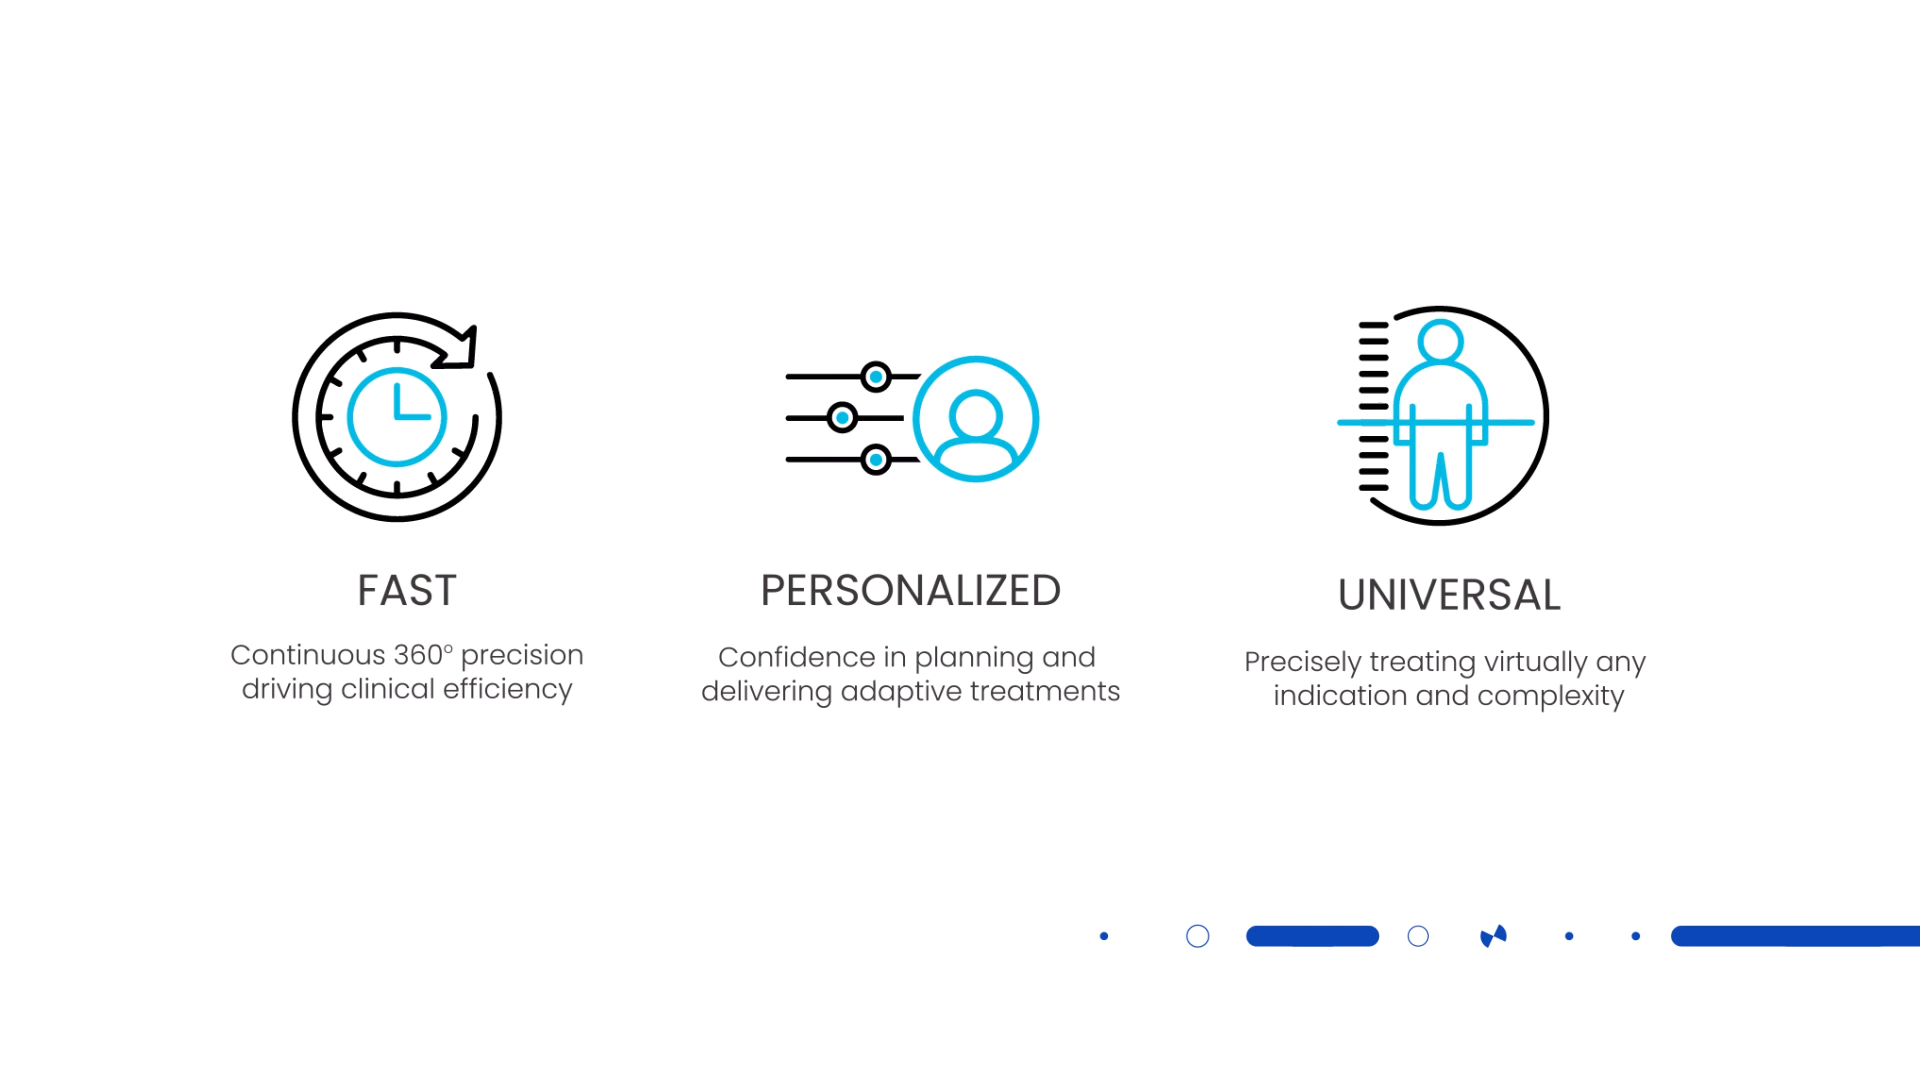 FAST
Continuous 360° precision
driving clinical efficiency
PERSONALIZED
Confidence in planning and
delivering adaptive treatments
UNIVERSAL
Precisely treating virtually any
indication and complexity